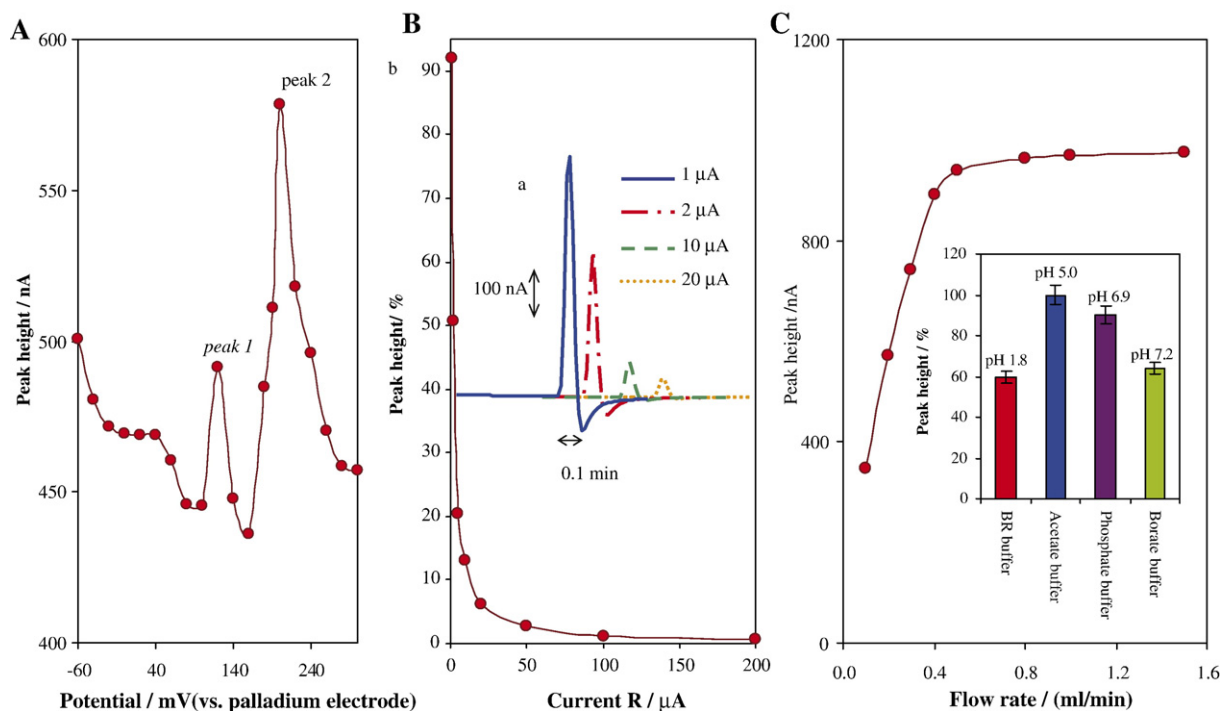 A
600
550
500
450
400
Peak height / nA
peak 1
peak 2
-60
40
140
240
Potential / mV(vs. palladium electrode)
B
b
90
80
70
60
50
40
30
20
10
0
Peak height/ %
a
1 µA
2 µA
10 µA
20 µA
100 nA
0.1 min
0
50
100
150
200
Current R / µA
C
1200
800
400
0
Peak height /nA
120
100
80
60
40
20
0
Peak height / %
pH 1.8
pH 5.0
pH 6.9
pH 7.2
BR buffer
Acetate buffer
Phosphate buffer
Borate buffer
0.0
0.4
0.8
1.2
1.6
Flow rate / (ml/min)